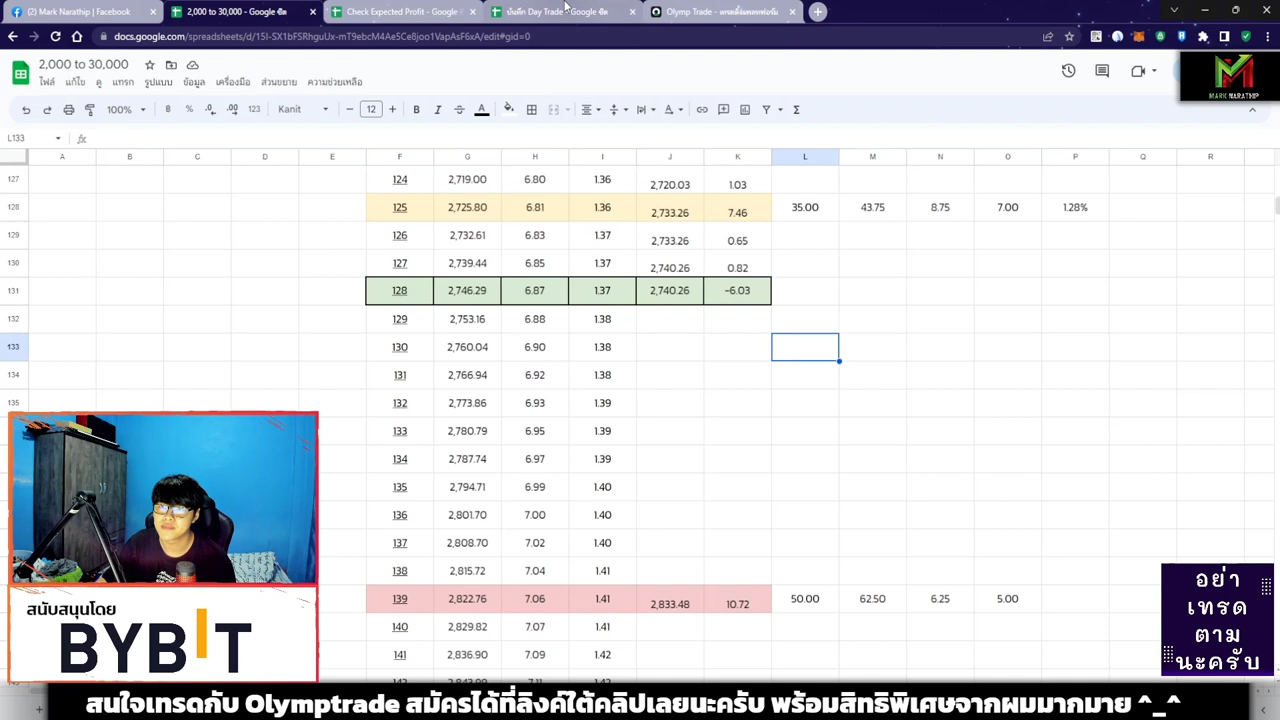 (2) Mark Narathip | Facebook
2,000 to 30,000 - Google ชีต
Check Expected Profit - Google
บันทึก Day Trade - Google ชีต
Olymp Trade - แพลตฟอร์ม
docs.google.com/spreadsheets/d/15I-SX1bFSRhguUx-mT9ebcM4Ae5Ce8joo1VapAsF6xA/edit#gid=0
2,000 to 30,000
ไฟล์ แก้ไข ดู แทรก รูปแบบ ข้อมูล เครื่องมือ ส่วนขยาย ความช่วยเหลือ
MARK NARATHIP
100% 123 Kanit 12
L133 fx
A B C D E F G H I J K L M N O P Q R
127 124 2,719.00 6.80 1.36 2,720.03 1.03
128 125 2,725.80 6.81 1.36 2,733.26 7.46 35.00 43.75 8.75 7.00 1.28%
129 126 2,732.61 6.83 1.37 2,733.26 0.65
130 127 2,739.44 6.85 1.37 2,740.26 0.82
131 128 2,746.29 6.87 1.37 2,740.26 -6.03
132 129 2,753.16 6.88 1.38
133 130 2,760.04 6.90 1.38
134 131 2,766.94 6.92 1.38
135 132 2,773.86 6.93 1.39
133 2,780.79 6.95 1.39
134 2,787.74 6.97 1.39
135 2,794.71 6.99 1.40
136 2,801.70 7.00 1.40
137 2,808.70 7.02 1.40
138 2,815.72 7.04 1.41
139 2,822.76 7.06 1.41 2,833.48 10.72 50.00 62.50 6.25 5.00
140 2,829.82 7.07 1.41
141 2,836.90 7.09 1.42
สนับสนุนโดย
BYBIT
อย่า
เทรด
ตาม
นะครับ
สนใจเทรดกับ Olymptrade สมัครได้ที่ลิงค์ใต้คลิปเลยนะครับ พร้อมสิทธิพิเศษจากผมมากมาย ^_^